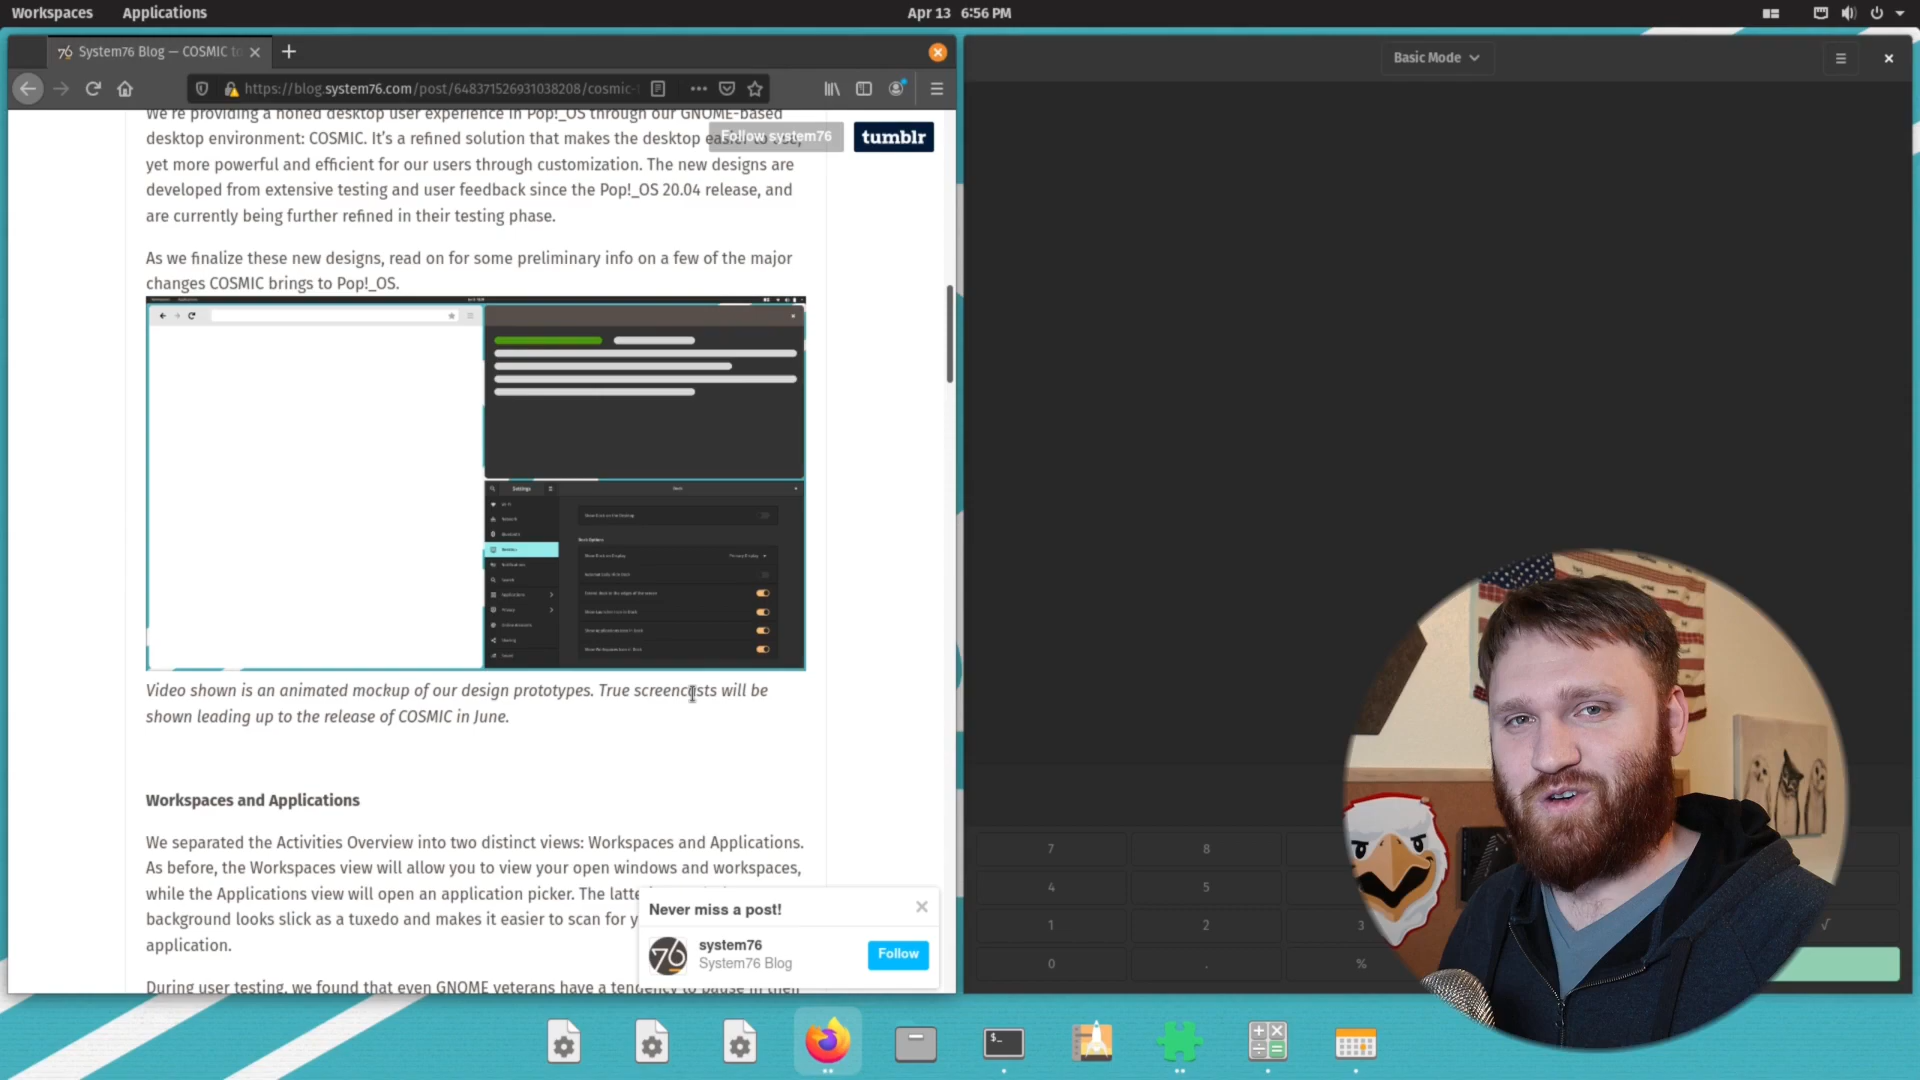 Workspaces
Applications
Apr 13 6:56 PM
System76 Blog — COSMIC to
https://blog.system76.com/post/648371526931038208/cosmic-
Basic Mode
We're providing a honed desktop user experience in Pop!_OS through our GNOME-based
Follow system76
tumblr
desktop environment: COSMIC. It's a refined solution that makes the desktop easier to use,
yet more powerful and efficient for our users through customization. The new designs are
developed from extensive testing and user feedback since the Pop!_OS 20.04 release, and
are currently being further refined in their testing phase.
As we finalize these new designs, read on for some preliminary info on a few of the major
changes COSMIC brings to Pop!_OS.
Settings
Dock
Video shown is an animated mockup of our design prototypes. True screencasts will be
shown leading up to the release of COSMIC in June.
Workspaces and Applications
We separated the Activities Overview into two distinct views: Workspaces and Applications.
As before, the Workspaces view will allow you to view your open windows and workspaces,
while the Applications view will open an application picker. The latte
background looks slick as a tuxedo and makes it easier to scan for y
application.
During user testing, we found that even GNOME veterans have a tendency to pause in their
Never miss a post!
system76
System76 Blog
Follow
7
8
4
5
1
2
3
√
0
.
%
76
$_